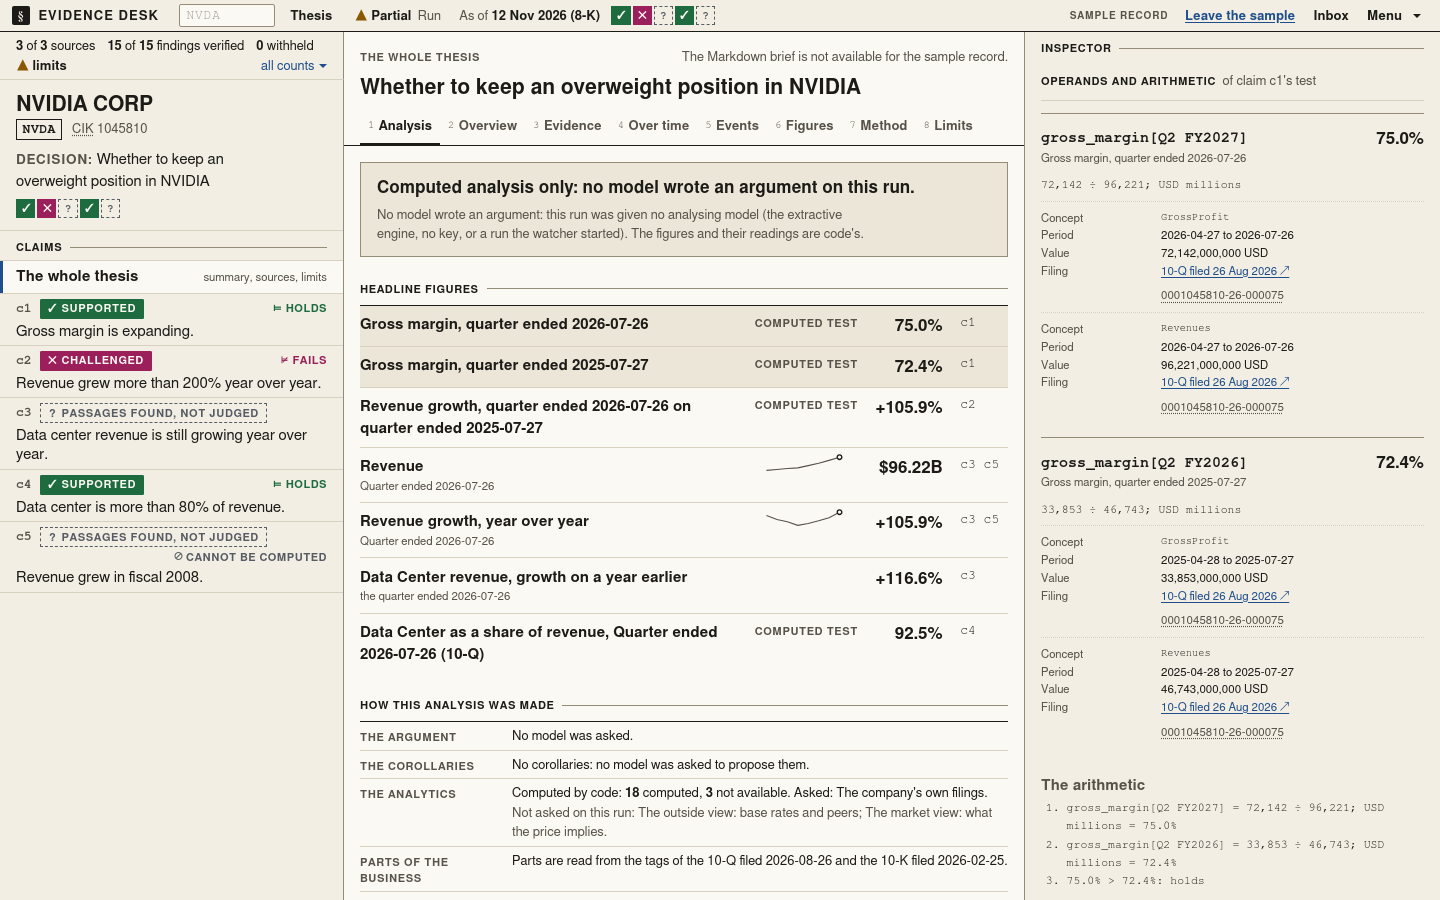 § EVIDENCE DESK NVDA Thesis Partial Run As of 12 Nov 2026 (8-K) ✓ ✕ ? ✓ ? SAMPLE RECORD Leave the sample Inbox Menu
3 of 3 sources 15 of 15 findings verified 0 withheld
limits all counts
NVIDIA CORP
NVDA CIK 1045810
DECISION: Whether to keep an
overweight position in NVIDIA
✓ ✕ ? ✓ ?
CLAIMS
The whole thesis summary, sources, limits
c1 ✓ SUPPORTED ⊨ HOLDS
Gross margin is expanding.
c2 ✕ CHALLENGED ⊭ FAILS
Revenue grew more than 200% year over year.
c3 ? PASSAGES FOUND, NOT JUDGED
Data center revenue is still growing year over
year.
c4 ✓ SUPPORTED ⊨ HOLDS
Data center is more than 80% of revenue.
c5 ? PASSAGES FOUND, NOT JUDGED
⊘ CANNOT BE COMPUTED
Revenue grew in fiscal 2008.
THE WHOLE THESIS The Markdown brief is not available for the sample record.
Whether to keep an overweight position in NVIDIA
1 Analysis 2 Overview 3 Evidence 4 Over time 5 Events 6 Figures 7 Method 8 Limits
Computed analysis only: no model wrote an argument on this run.
No model wrote an argument: this run was given no analysing model (the extractive
engine, no key, or a run the watcher started). The figures and their readings are code's.
HEADLINE FIGURES
Gross margin, quarter ended 2026-07-26 COMPUTED TEST 75.0% c1
Gross margin, quarter ended 2025-07-27 COMPUTED TEST 72.4% c1
Revenue growth, quarter ended 2026-07-26 on COMPUTED TEST +105.9% c2
quarter ended 2025-07-27
Revenue $96.22B c3 c5
Quarter ended 2026-07-26
Revenue growth, year over year +105.9% c3 c5
Quarter ended 2026-07-26
Data Center revenue, growth on a year earlier +116.6% c3
the quarter ended 2026-07-26
Data Center as a share of revenue, Quarter ended COMPUTED TEST 92.5% c4
2026-07-26 (10-Q)
HOW THIS ANALYSIS WAS MADE
THE ARGUMENT No model was asked.
THE COROLLARIES No corollaries: no model was asked to propose them.
THE ANALYTICS Computed by code: 18 computed, 3 not available. Asked: The company's own filings.
Not asked on this run: The outside view: base rates and peers; The market view: what
the price implies.
PARTS OF THE Parts are read from the tags of the 10-Q filed 2026-08-26 and the 10-K filed 2026-02-25.
BUSINESS
INSPECTOR
OPERANDS AND ARITHMETIC of claim c1's test
gross_margin[Q2 FY2027] 75.0%
Gross margin, quarter ended 2026-07-26
72,142 ÷ 96,221; USD millions
Concept GrossProfit
Period 2026-04-27 to 2026-07-26
Value 72,142,000,000 USD
Filing 10-Q filed 26 Aug 2026 ↗
0001045810-26-000075
Concept Revenues
Period 2026-04-27 to 2026-07-26
Value 96,221,000,000 USD
Filing 10-Q filed 26 Aug 2026 ↗
0001045810-26-000075
gross_margin[Q2 FY2026] 72.4%
Gross margin, quarter ended 2025-07-27
33,853 ÷ 46,743; USD millions
Concept GrossProfit
Period 2025-04-28 to 2025-07-27
Value 33,853,000,000 USD
Filing 10-Q filed 26 Aug 2026 ↗
0001045810-26-000075
Concept Revenues
Period 2025-04-28 to 2025-07-27
Value 46,743,000,000 USD
Filing 10-Q filed 26 Aug 2026 ↗
0001045810-26-000075
The arithmetic
1. gross_margin[Q2 FY2027] = 72,142 ÷ 96,221; USD
millions = 75.0%
2. gross_margin[Q2 FY2026] = 33,853 ÷ 46,743; USD
millions = 72.4%
3. 75.0% > 72.4%: holds